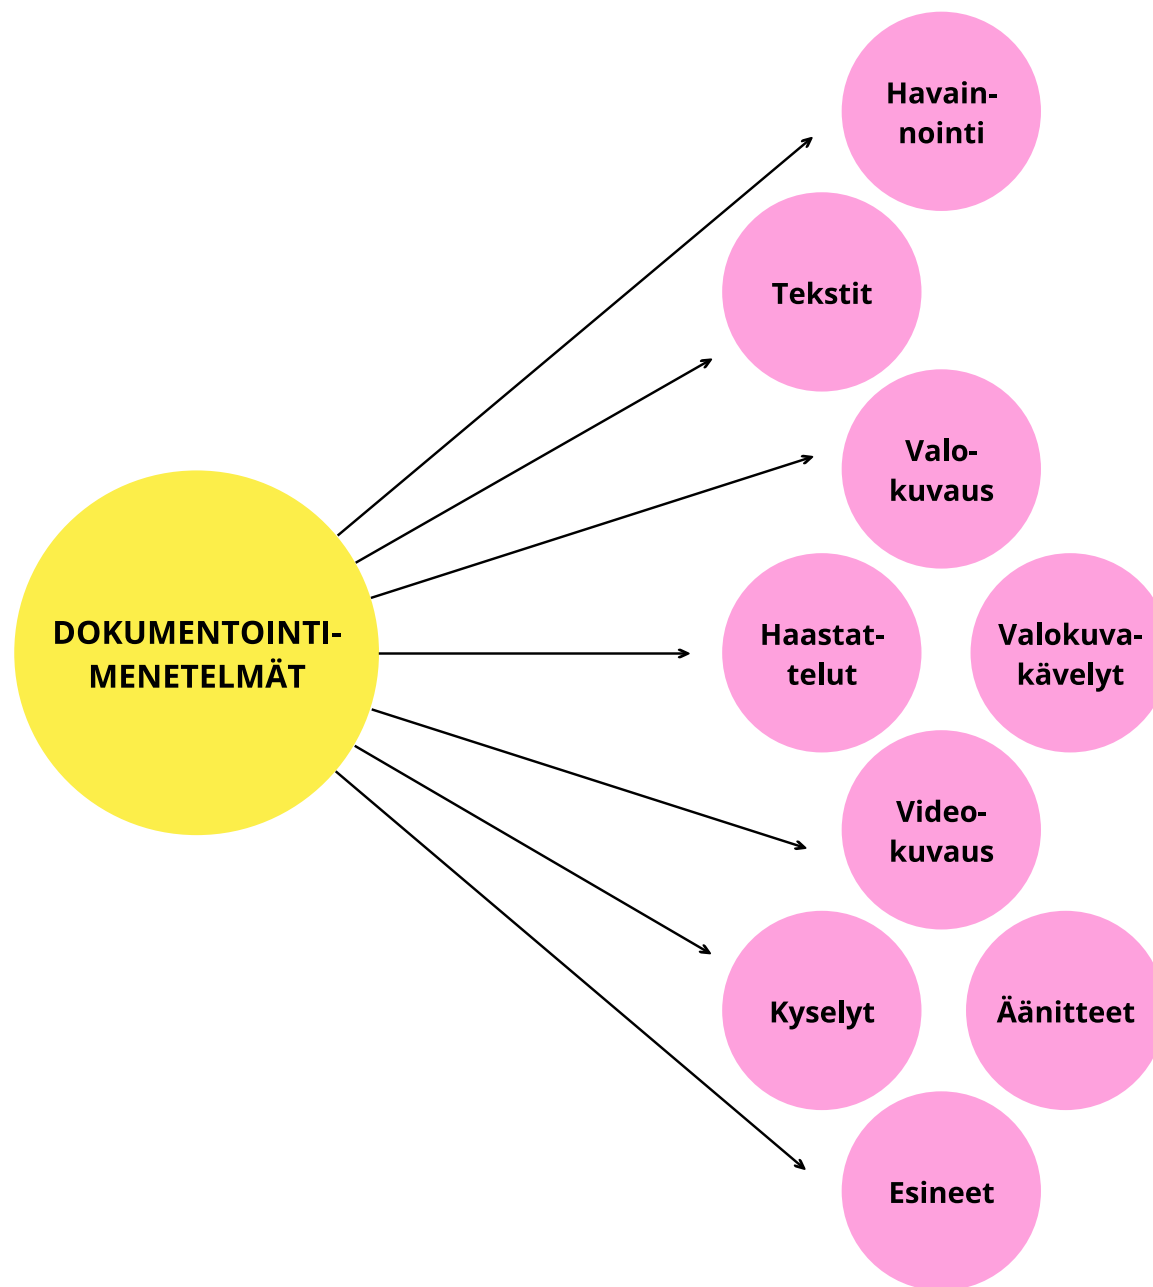 Havain-
nointi
Tekstit
Valo-
kuvaus
DOKUMENTOINTI-
MENETELMÄT
Haastat-
telut
Valokuva-
kävelyt
Video-
kuvaus
Kyselyt
Äänitteet
Esineet